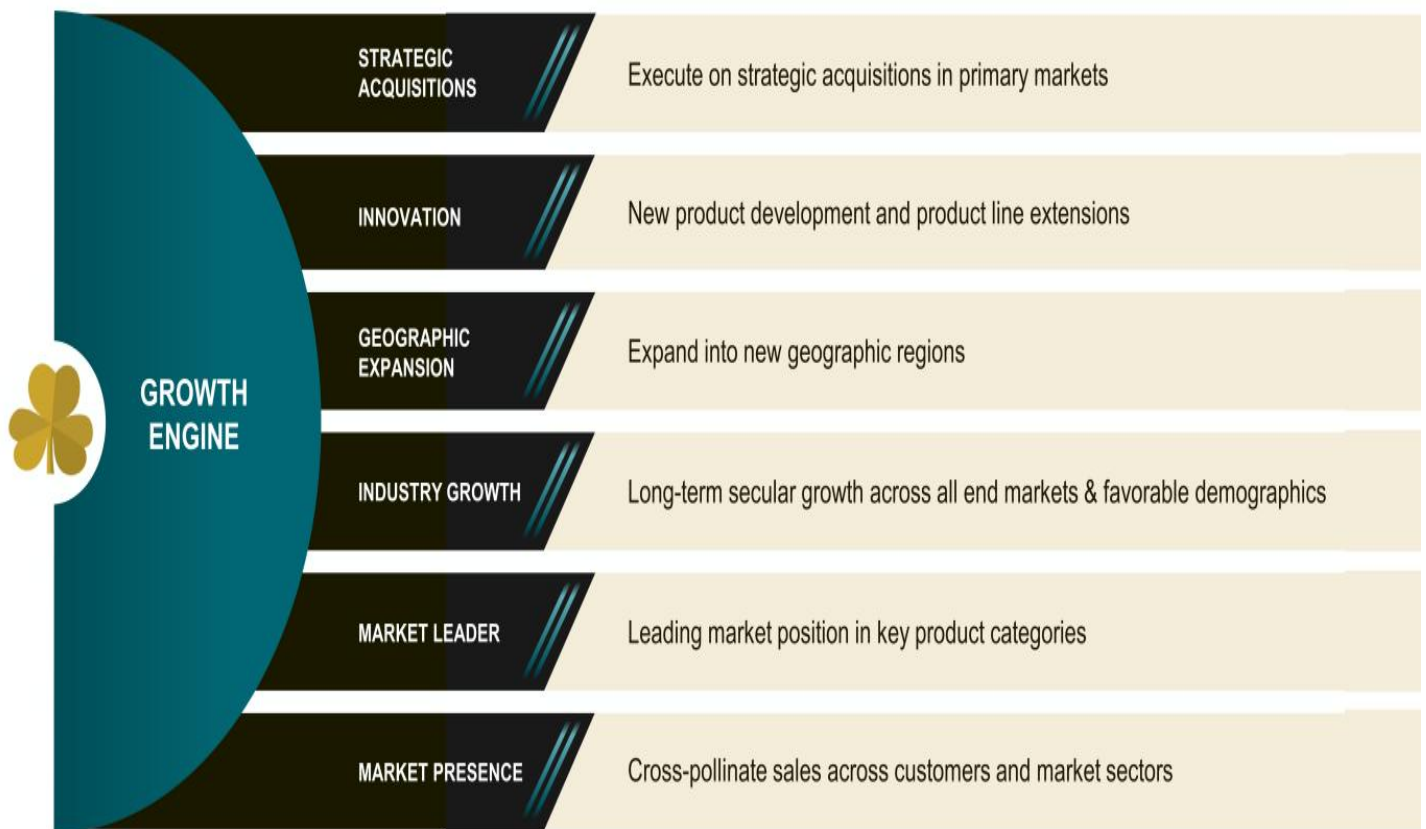 GROWTH
ENGINE
STRATEGIC
ACQUISITIONS
Execute on strategic acquisitions in primary markets
INNOVATION
New product development and product line extensions
GEOGRAPHIC
EXPANSION
Expand into new geographic regions
INDUSTRY GROWTH
Long-term secular growth across all end markets & favorable demographics
MARKET LEADER
Leading market position in key product categories
MARKET PRESENCE
Cross-pollinate sales across customers and market sectors